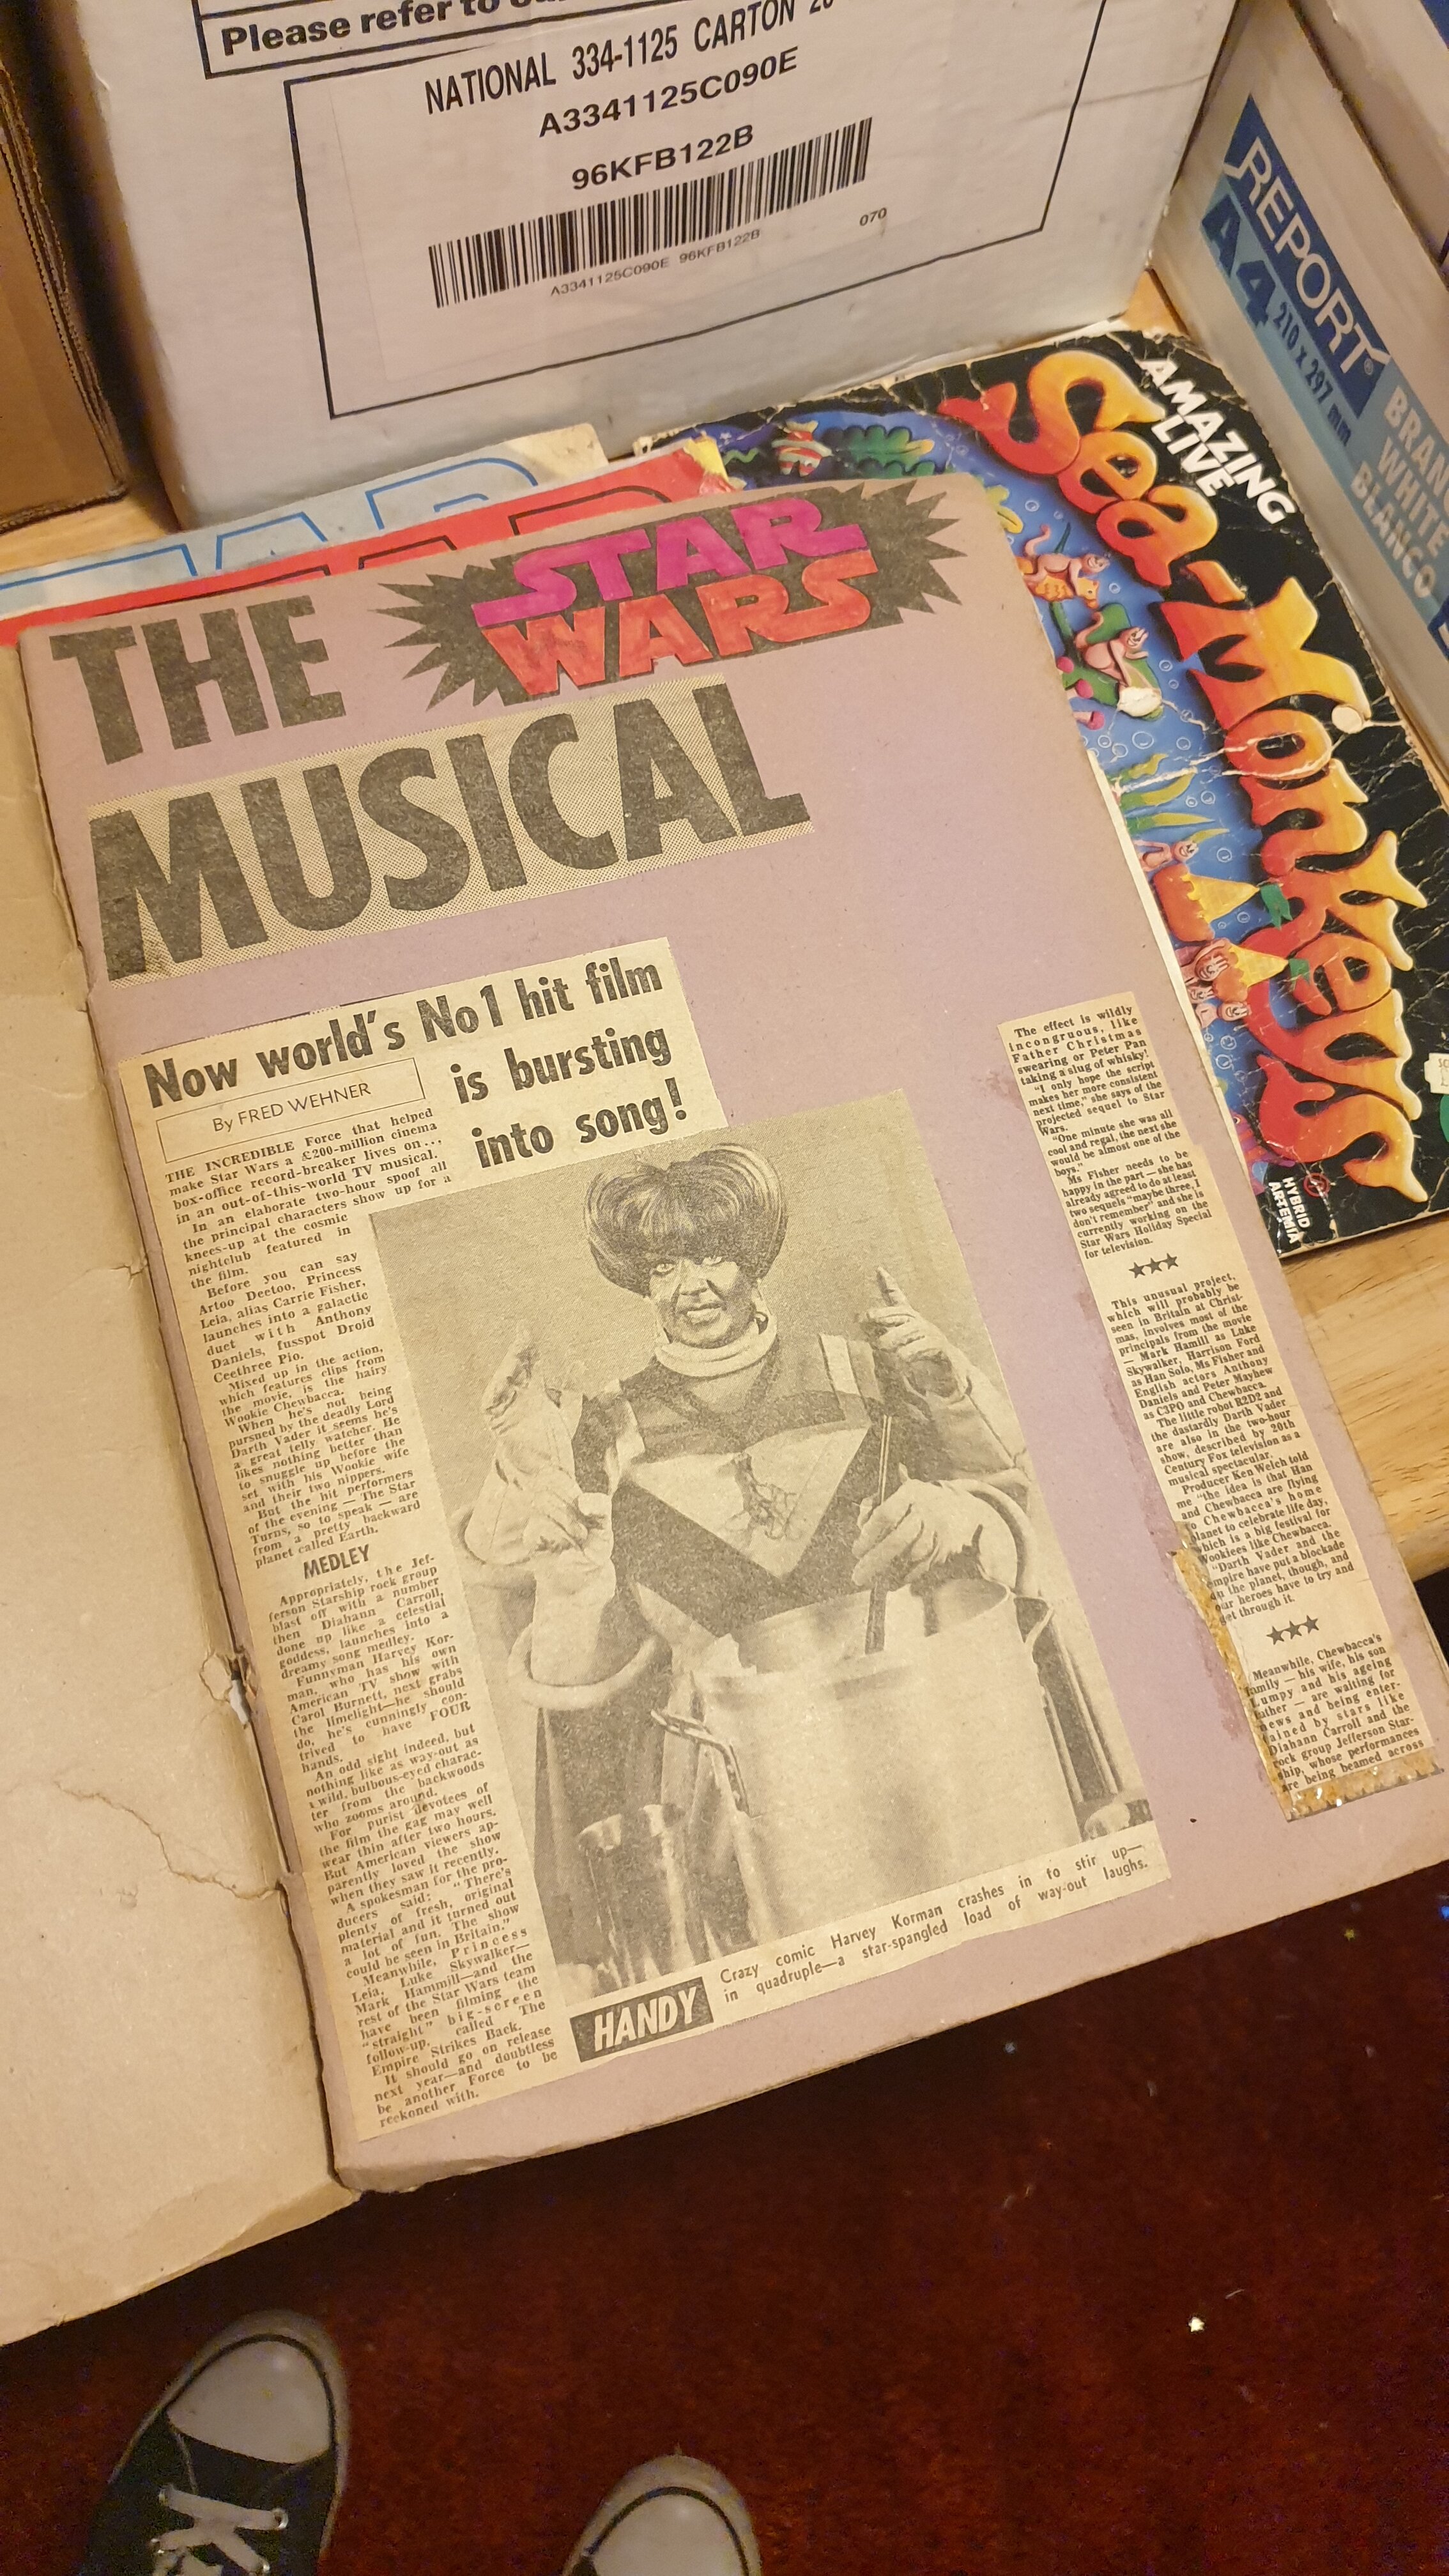 Please refer to
NATIONAL 334-1125 CARTON
A3341125C090E
96KFB122B
070
A3341125C090E 96KFB122B
REPORT®
A4 210 x 297 mm
WHITE
BLANCO
AMAZING
LIVE
Sea-Monkeys
HYBRID
ARTEMIA
THE
STAR
WARS
MUSICAL
Now world's No1 hit film
is bursting
into song!
By FRED WEHNER
THE INCREDIBLE Force that helped
make Star Wars a £200-million cinema
box-office record-breaker lives on . . .
in an out-of-this-world TV musical.
In an elaborate two-hour spoof all
the principal characters show up for a
knees-up at the cosmic
nightclub featured in
the film.
Before you can say
Artoo Deetoo, Princess
Leia, alias Carrie Fisher,
launches into a galactic
duet with Anthony
Daniels, fusspot Droid
Ceethree Pio.
Mixed up in the action,
which features clips from
the movie, is the hairy
Wookie Chewbacca.
When he's not being
pursued by the deadly Lord
Darth Vader it seems he's
a great telly watcher. He
likes nothing better than
to snuggle up before the
set with his Wookie wife
and their two nippers.
But the hit performers
of the evening — The Star
Turns, so to speak — are
from a pretty backward
planet called Earth.
MEDLEY
Appropriately, the Jef-
ferson Starship rock group
blast off with a number
then Diahann Carroll,
done up like a celestial
goddess, launches into a
dreamy song medley.
Funnyman Harvey Kor-
man, who has his own
American TV show with
Carol Burnett, next grabs
the limelight—he should
do, he's cunningly con-
trived to have FOUR
hands.
An odd sight indeed, but
nothing like as way-out as
a wild, bulbous-eyed charac-
ter from the backwoods
who zooms around.
For purist devotees of
the film the gag may well
wear thin after two hours.
But American viewers ap-
parently loved the show
when they saw it recently.
A spokesman for the pro-
ducers said: "There's
plenty of fresh, original
material and it turned out
a lot of fun. The show
could be seen in Britain."
Meanwhile, Princess
Leia, Luke Skywalker—
Mark Hammill—and the
rest of the Star Wars team
have been filming the
"straight" big-screen
follow-up, called The
Empire Strikes Back.
It should go on release
next year—and doubtless
be another Force to be
reckoned with.
HANDY
Crazy comic Harvey Korman crashes in to stir up—
in quadruple—a star-spangled load of way-out laughs.
The effect is wildly
incongruous, like
Father Christmas
swearing or Peter Pan
taking a slug of whisky!
"I only hope the script
makes her more consistent
next time," she says of the
projected sequel to Star
Wars.
"One minute she was all
cool and regal, the next she
would be almost one of the
boys."
Ms Fisher needs to be
happy in the part — she has
already agreed to do at least
two sequels "maybe three, I
don't remember" and she is
currently working on the
Star Wars Holiday Special
for television.
This unusual project,
which will probably be
seen in Britain at Christ-
mas, involves most of the
principals from the movie
— Mark Hamill as Luke
Skywalker, Harrison Ford
as Han Solo, Ms Fisher and
English actors Anthony
Daniels and Peter Mayhew
as C3PO and Chewbacca.
The little robot R2D2 and
the dastardly Darth Vader
are also in the two-hour
show, described by 20th
Century Fox television as a
musical spectacular.
Producer Ken Welch told
me "the idea is that Han
and Chewbacca are flying
to Chewbacca's home
planet to celebrate life day,
which is a big festival for
Wookiees like Chewbacca.
"Darth Vader and the
empire have put a blockade
on the planet, though, and
our heroes have to try and
get through it.
Meanwhile, Chewbacca's
family — his wife, his son
Lumpy and his ageing
father — are waiting for
news and being enter-
tained by stars like
Diahann Carroll and the
rock group Jefferson Star-
ship, whose performances
are being beamed across